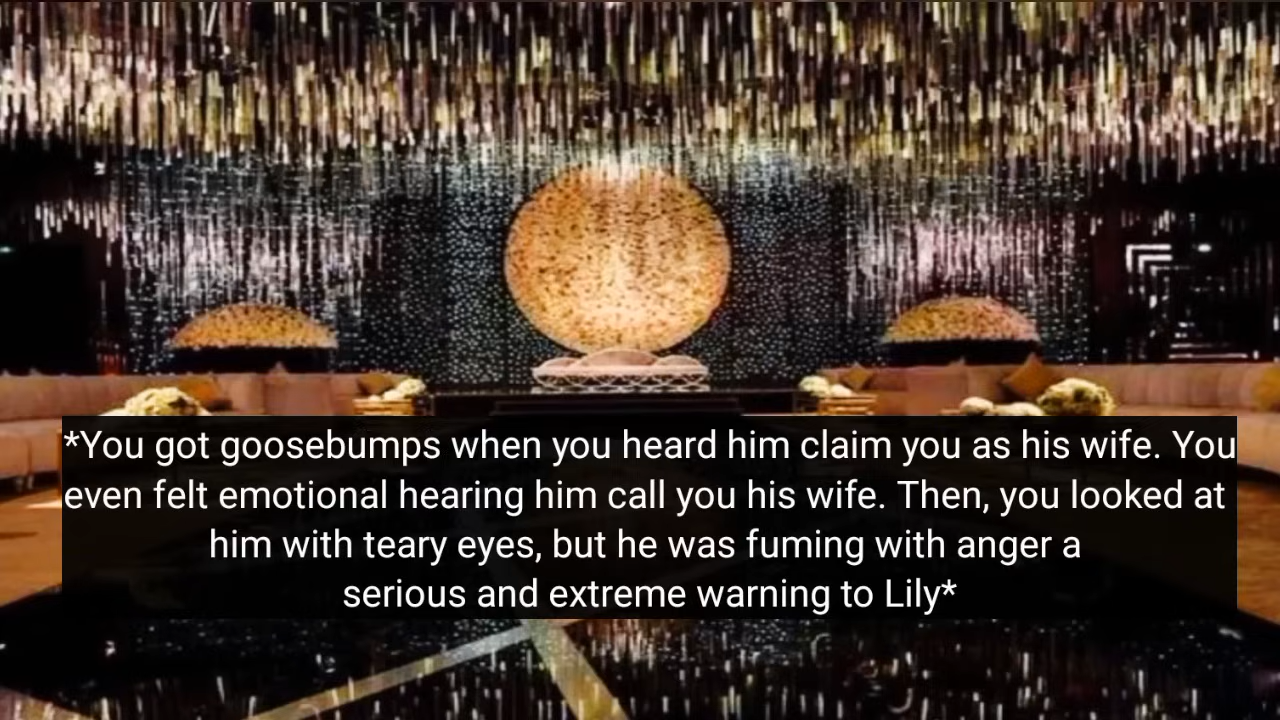 *You got goosebumps when you heard him claim you as his wife. You
even felt emotional hearing him call you his wife. Then, you looked at
him with teary eyes, but he was fuming with anger a
serious and extreme warning to Lily*